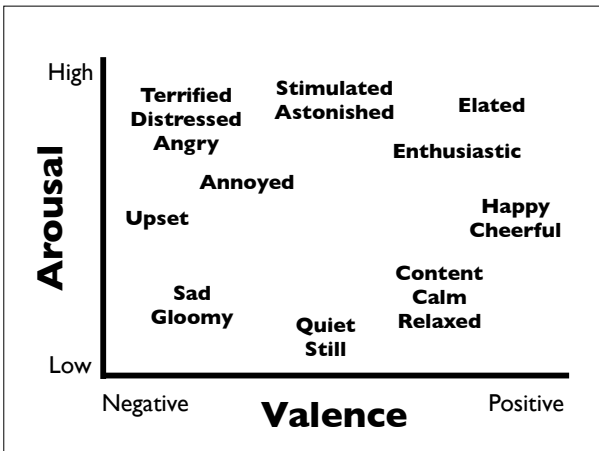 High
Terrified
Distressed
Angry
Stimulated
Astonished
Elated
Enthusiastic
Annoyed
Upset
Happy
Cheerful
Arousal
Sad
Gloomy
Content
Calm
Relaxed
Quiet
Still
Low
Negative
Valence
Positive